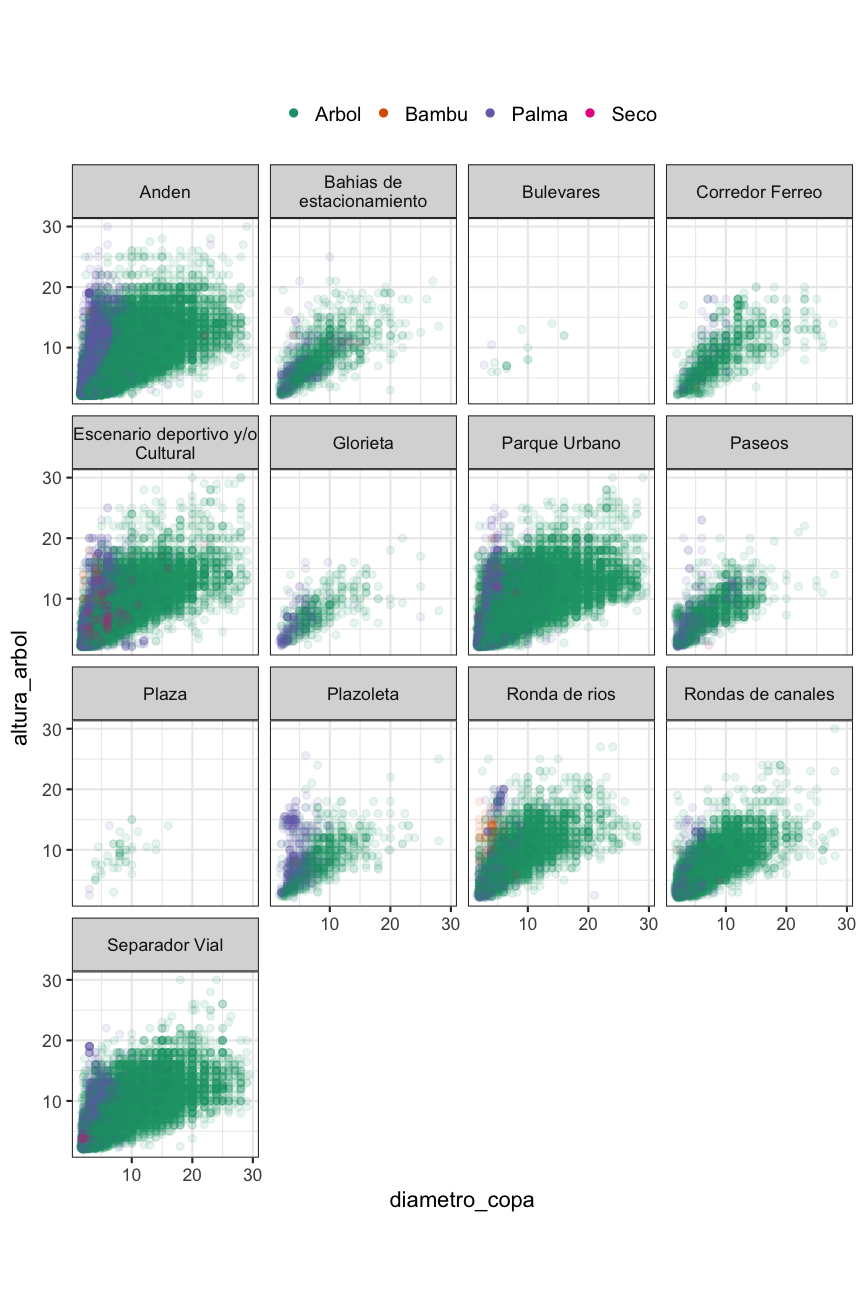 Arbol Bambu Palma Seco
Anden
Bahias de
estacionamiento
Bulevares
Corredor Ferreo
30
20
10
Escenario deportivo y/o
Cultural
Glorieta
Parque Urbano
Paseos
30
20
10
altura_arbol
Plaza
Plazoleta
Ronda de rios
Rondas de canales
30
20
10
10 20 30
10 20 30
10 20 30
Separador Vial
30
20
10
10 20 30
diametro_copa